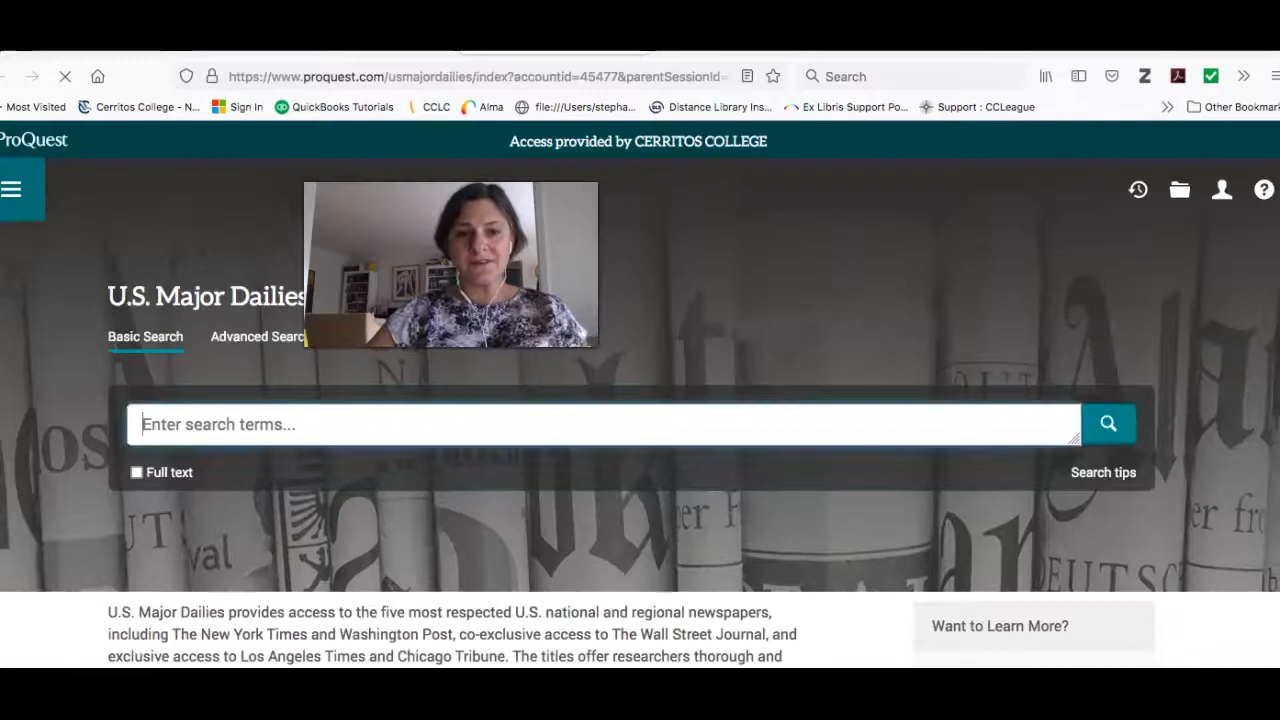 https://www.proquest.com/usmajordailies/index?accountid=45477&parentSessionId=
Search
Most Visited
Cerritos College - N...
Sign In
QuickBooks Tutorials
CCLC
Alma
file:///Users/stepha...
Distance Library Ins...
Ex Libris Support Po...
Support : CCLeague
Other Bookmar
ProQuest
Access provided by CERRITOS COLLEGE
U.S. Major Dailies
Basic Search
Advanced Searc
Enter search terms...
Full text
Search tips
U.S. Major Dailies provides access to the five most respected U.S. national and regional newspapers,
including The New York Times and Washington Post, co-exclusive access to The Wall Street Journal, and
exclusive access to Los Angeles Times and Chicago Tribune. The titles offer researchers thorough and
Want to Learn More?